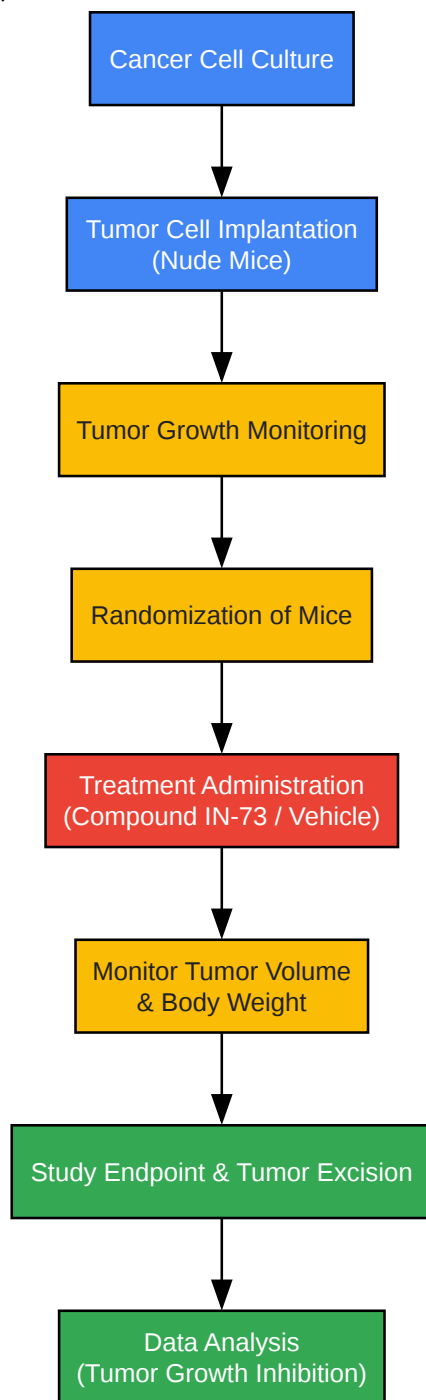 Cancer Cell Culture
Tumor Cell Implantation
(Nude Mice)
Tumor Growth Monitoring
Randomization of Mice
Treatment Administration
(Compound IN-73 / Vehicle)
Monitor Tumor Volume
& Body Weight
Study Endpoint & Tumor Excision
Data Analysis
(Tumor Growth Inhibition)